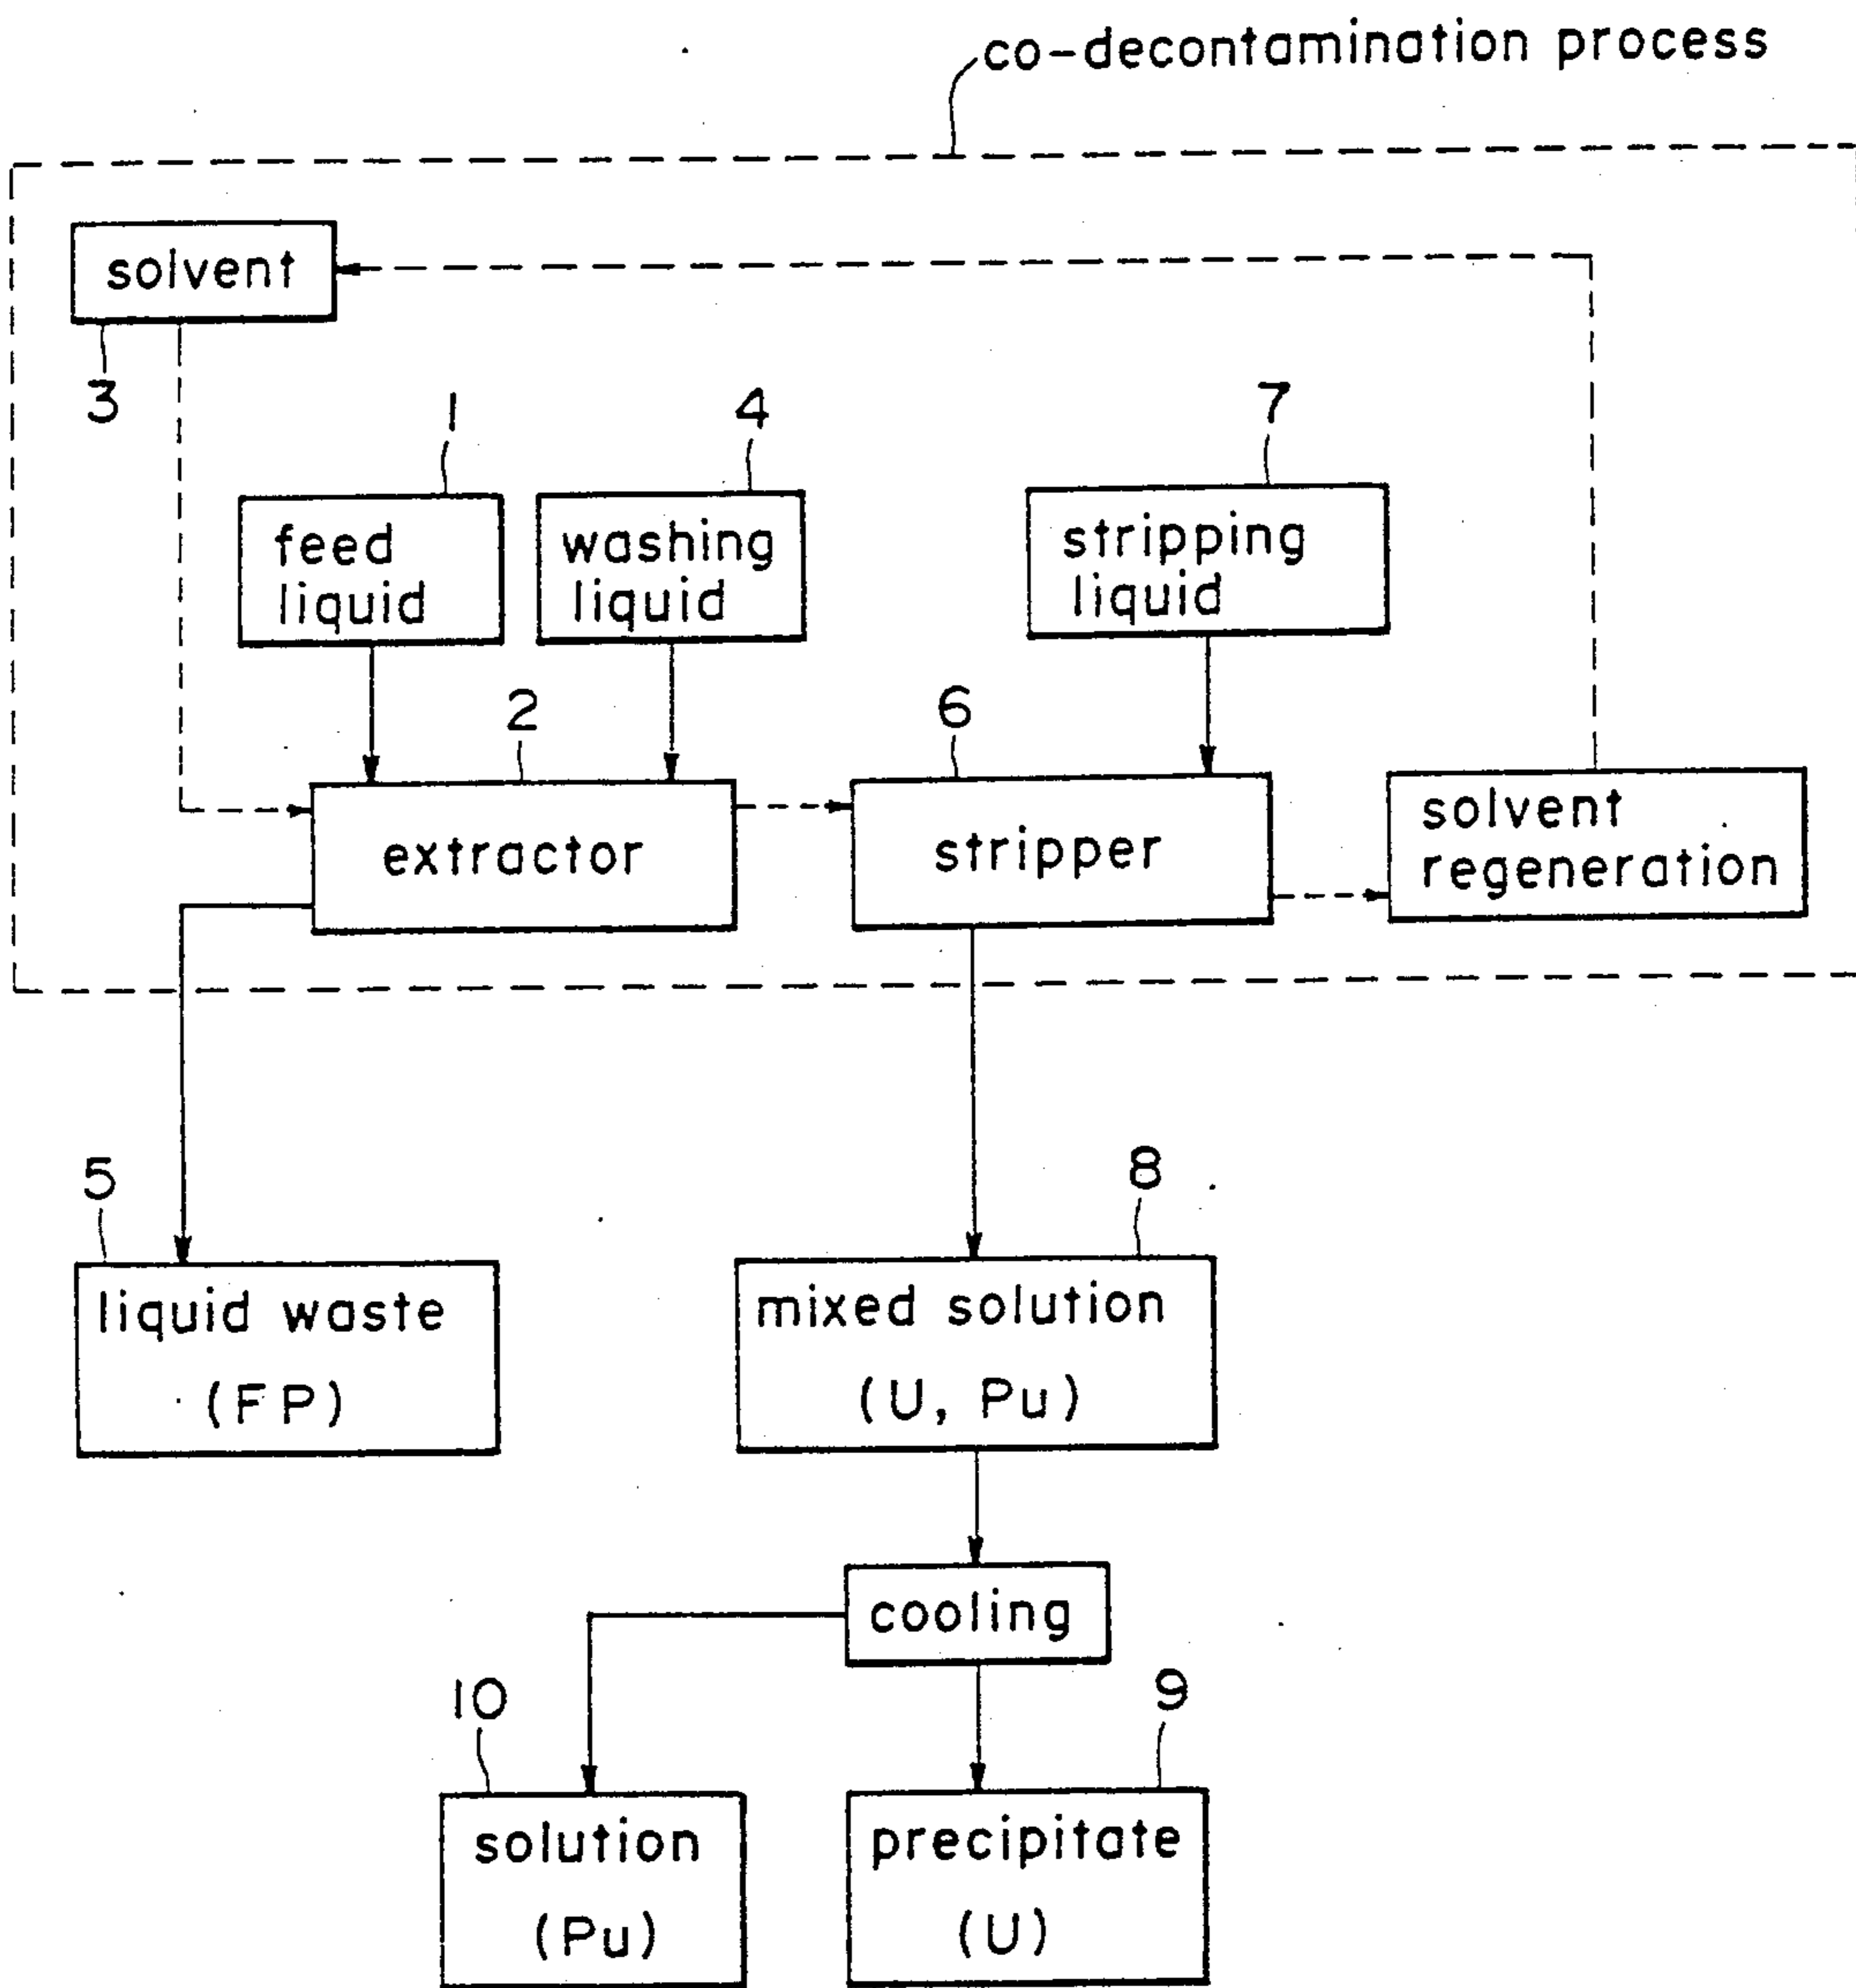 co-decontamination process
solvent
3
1
4
7
feed
liquid
washing
liquid
stripping
liquid
2
6
extractor
stripper
solvent
regeneration
5
8
liquid waste
(FP)
mixed solution
(U, Pu)
cooling
10
9
solution
(Pu)
precipitate
(U)